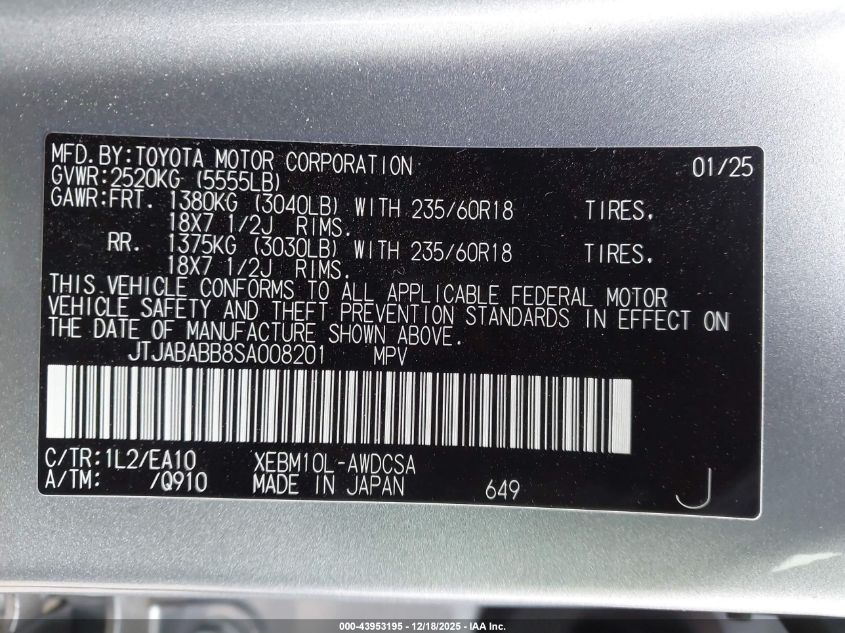 MFD.BY:TOYOTA MOTOR CORPORATION 01/25
GVWR:2520KG (5555LB)
GAWR:FRT. 1380KG (3040LB) WITH 235/60R18 TIRES.
18X7 1/2J RIMS.
RR. 1375KG (3030LB) WITH 235/60R18 TIRES.
18X7 1/2J RIMS.
THIS VEHICLE CONFORMS TO ALL APPLICABLE FEDERAL MOTOR
VEHICLE SAFETY AND THEFT PREVENTION STANDARDS IN EFFECT ON
THE DATE OF MANUFACTURE SHOWN ABOVE.
JTJABABB8SA008201 MPV
C/TR:1L2/EA10 XEBM10L-AWDCSA
A/TM: /Q910 MADE IN JAPAN 649 J
000-43953195 - 12/18/2025 - IAA Inc.